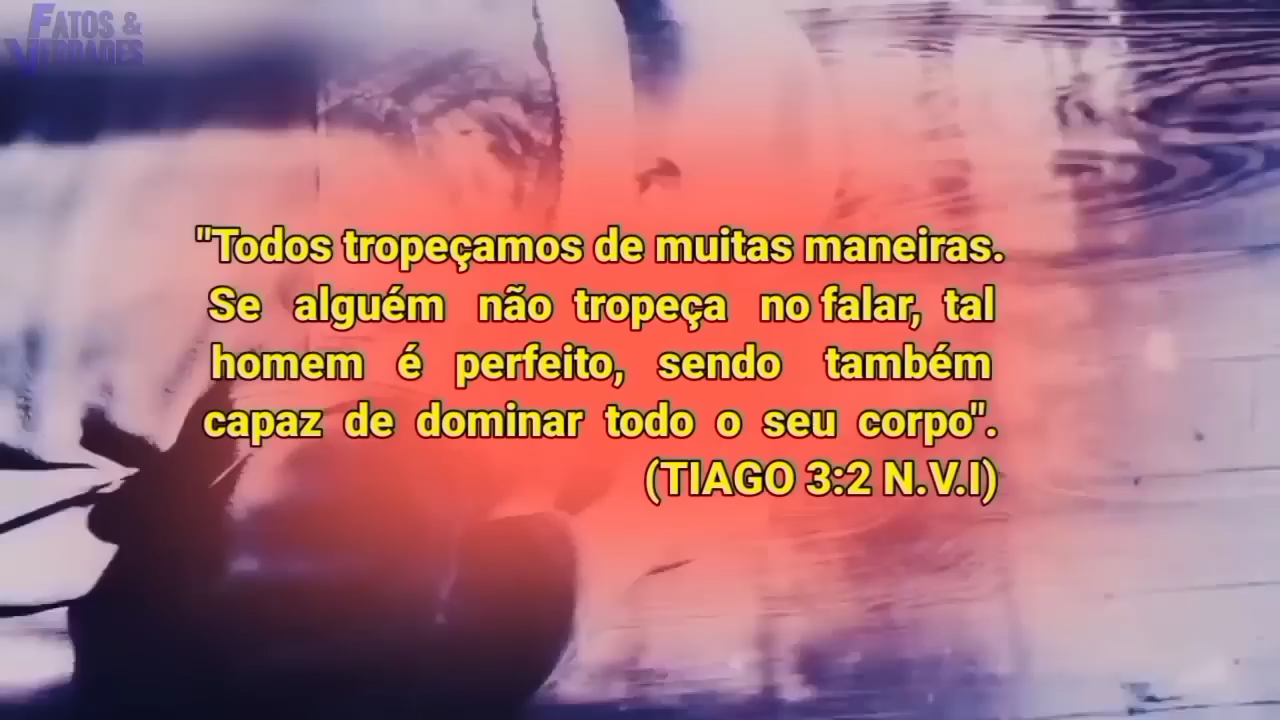 FATOS &
VERDADES
"Todos tropeçamos de muitas maneiras.
Se alguém não tropeça no falar, tal
homem é perfeito, sendo também
capaz de dominar todo o seu corpo".
(TIAGO 3:2 N.V.I)